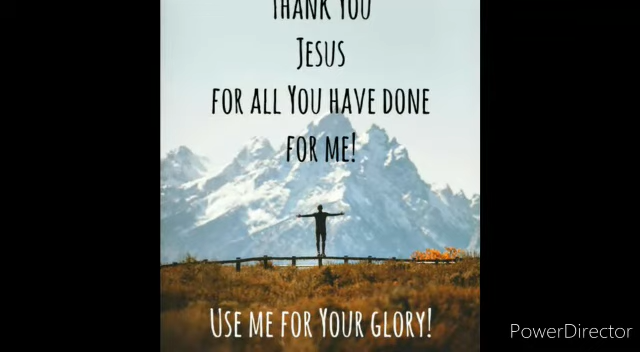 THANK YOU
JESUS
FOR ALL YOU HAVE DONE
FOR ME!
USE ME FOR YOUR GLORY!
PowerDirector